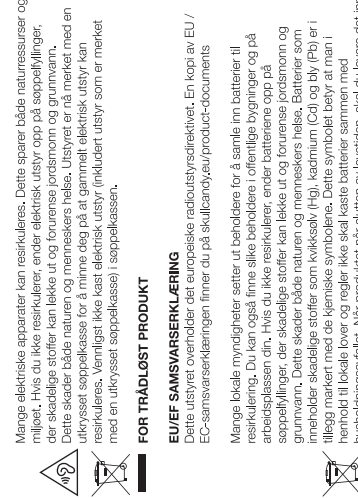 Mange elektriske apparater kan resirkuleres. Dette sparer både naturressurser og
miljøet. Hvis du ikke resirkulerer, ender elektrisk utstyr opp på søppelfyllinger,
der skadelige stoffer kan lekke ut og forurense jordsmonn og grunnvann.
Dette skader både naturen og menneskers helse. Utstyret er nå merket med en
utkrysset søppelkasse for å minne deg på at gammelt elektrisk utstyr kan
resirkuleres. Vennligst ikke kast elektrisk utstyr (inkludert utstyr som er merket
med en utkrysset søppelkasse) i søppelkassen.
FOR TRÅDLØST PRODUKT
EU/EF SAMSVARSERKLÆRING
Dette utstyret overholder det europeiske radioutstyrsdirektivet. En kopi av EU /
EC-samsvarserklæringen finner du på skullcandy.eu/product-documents
Mange lokale myndigheter setter ut beholdere for å samle inn batterier til
resirkulering. Du kan også finne slike beholdere i offentlige bygninger og på
arbeidsplassen din. Hvis du ikke resirkulerer, ender batteriene opp på
søppelfyllinger, der skadelige stoffer kan lekke ut og forurense jordsmonn og
grunnvann. Dette skader både naturen og menneskers helse. Batterier som
inneholder skadelige stoffer som kvikksølv (Hg), kadmium (Cd) og bly (Pb) er i
tillegg markert med de kjemiske symbolene. Dette symbolet betyr at man i
henhold til lokale lover og regler ikke skal kaste batterier sammen med